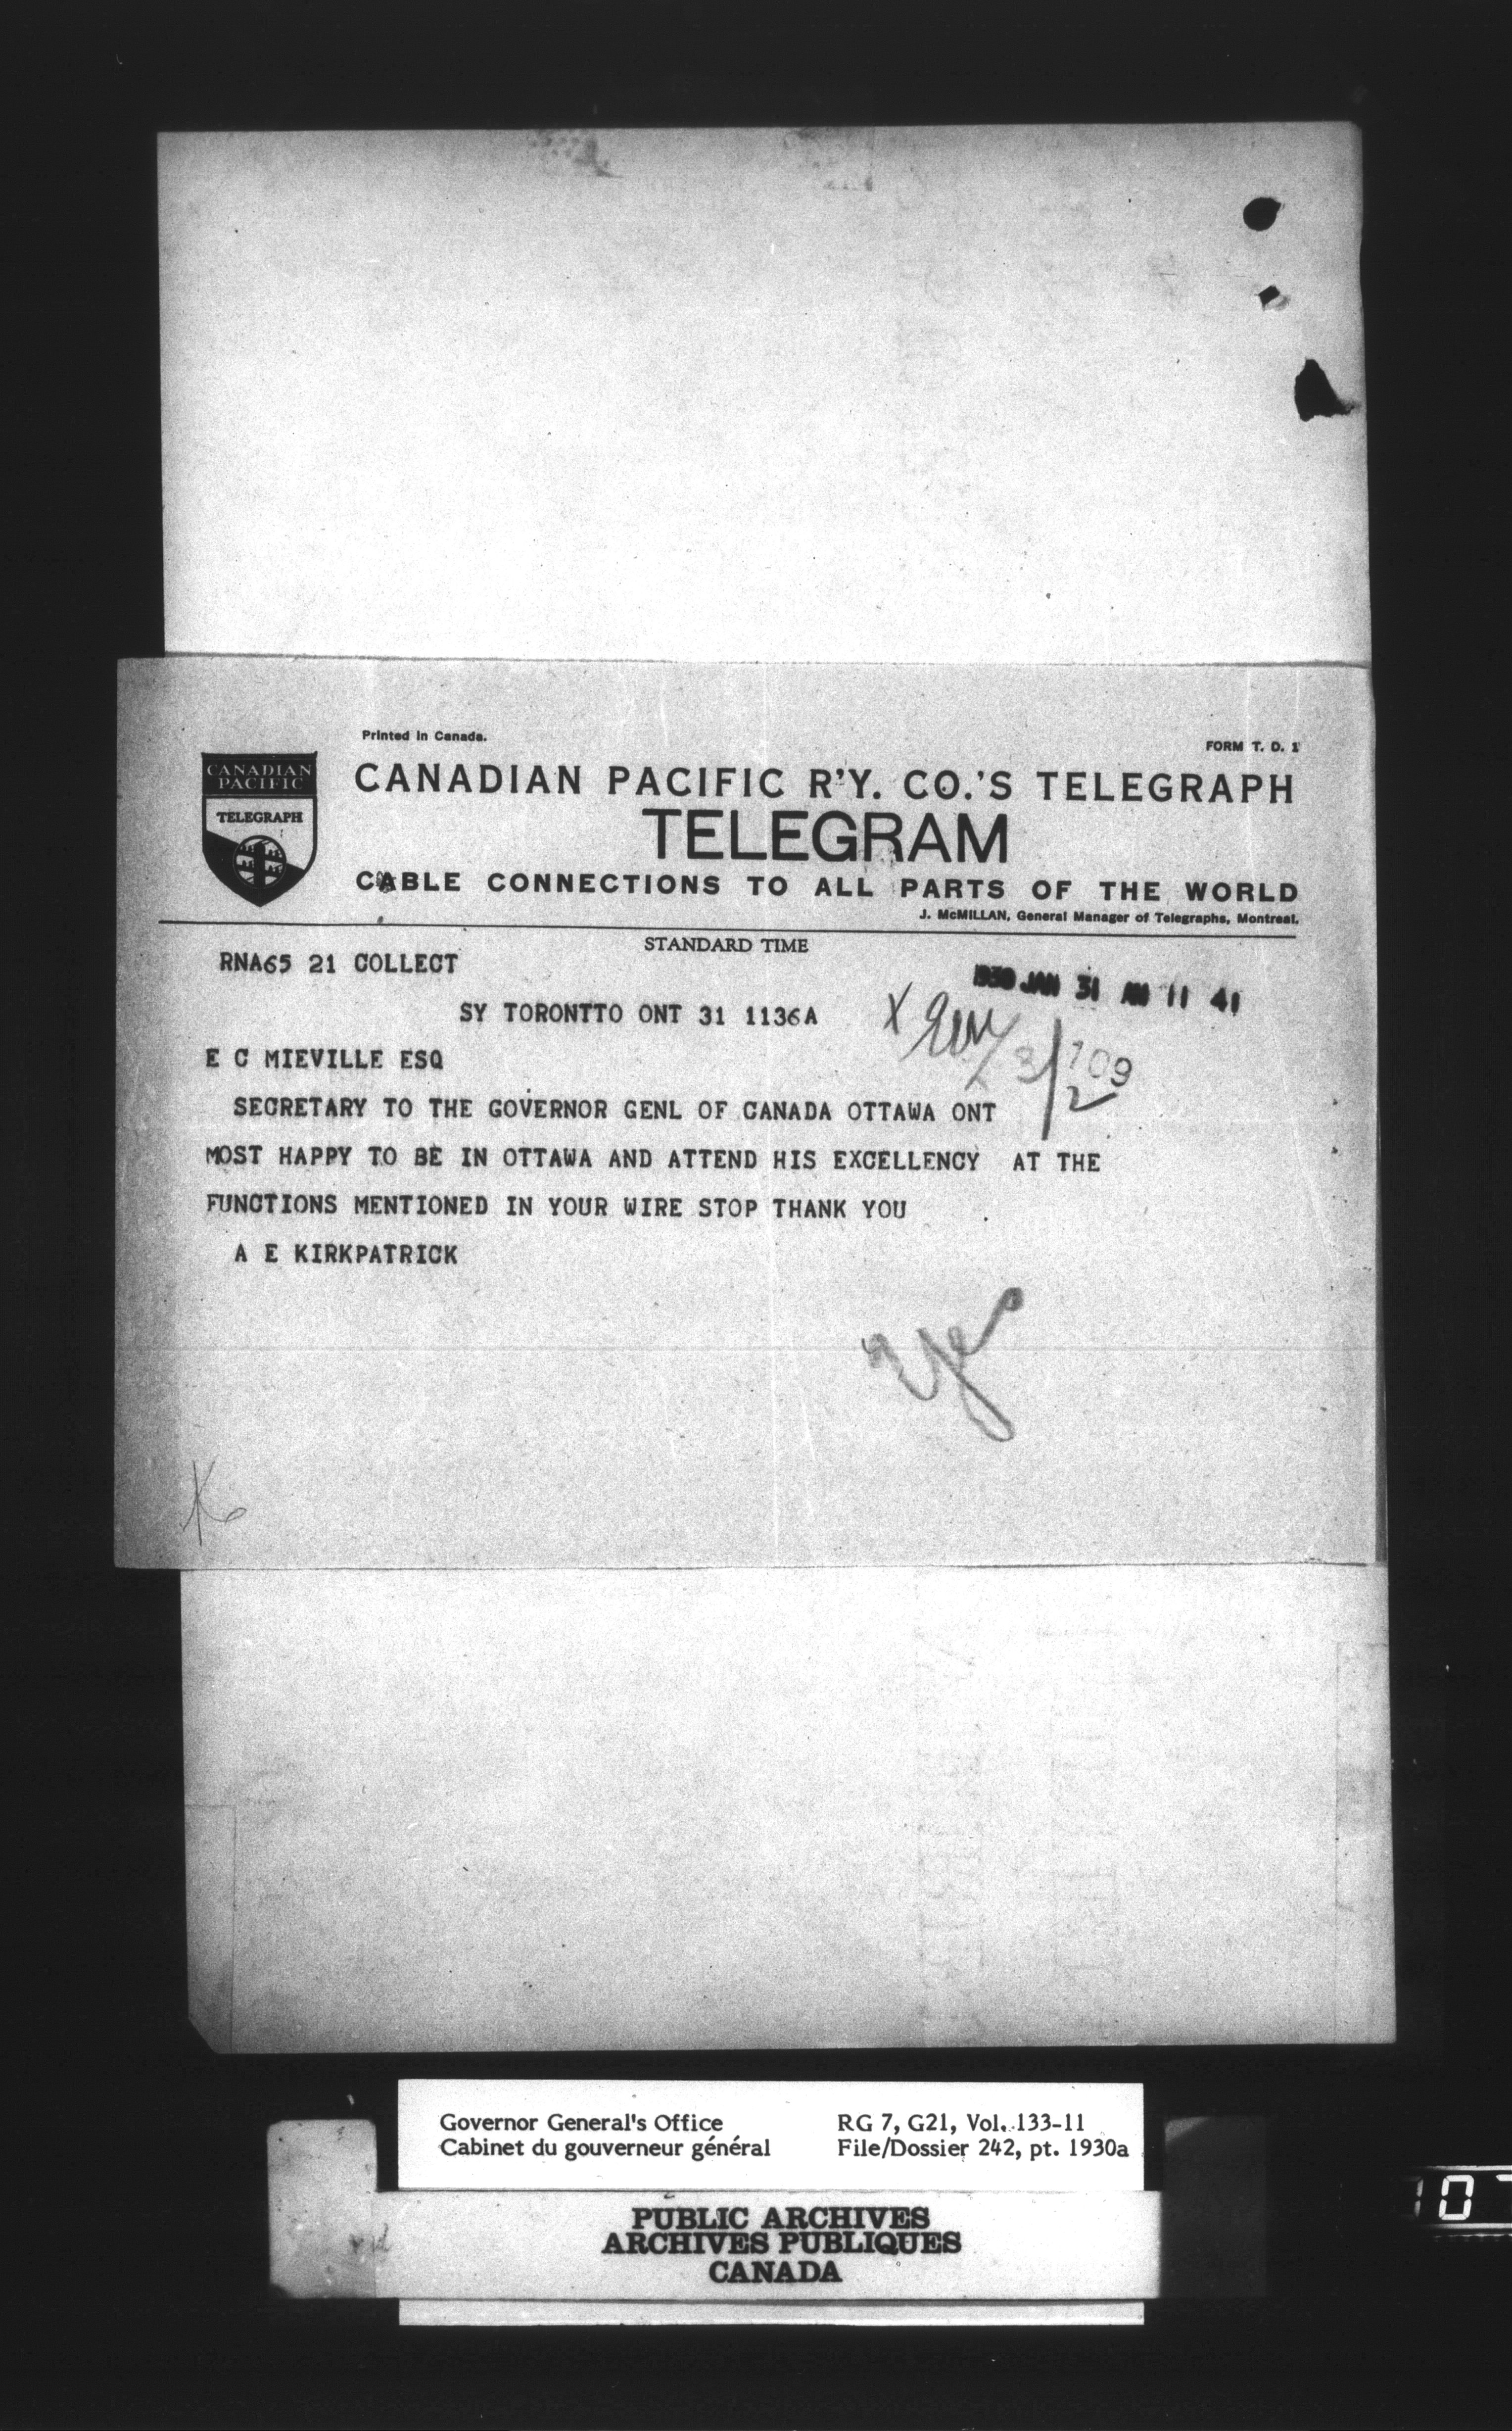 Printed in Canada.
FORM T. D. 1
CANADIAN
PACIFIC
TELEGRAPH
CANADIAN PACIFIC R'Y. CO.'S TELEGRAPH
TELEGRAM
CABLE CONNECTIONS TO ALL PARTS OF THE WORLD
J. McMILLAN, General Manager of Telegraphs, Montreal.
STANDARD TIME
RNA65 21 COLLECT
1930 JAN 31 AM 11 41
SY TORONTTO ONT 31 1136A
X
3/2
109
E C MIEVILLE ESQ
SECRETARY TO THE GOVERNOR GENL OF CANADA OTTAWA ONT
MOST HAPPY TO BE IN OTTAWA AND ATTEND HIS EXCELLENCY AT THE
FUNCTIONS MENTIONED IN YOUR WIRE STOP THANK YOU
A E KIRKPATRICK
Governor General's Office
Cabinet du gouverneur général
RG 7, G21, Vol. 133-11
File/Dossier 242, pt. 1930a
PUBLIC ARCHIVES
ARCHIVES PUBLIQUES
CANADA